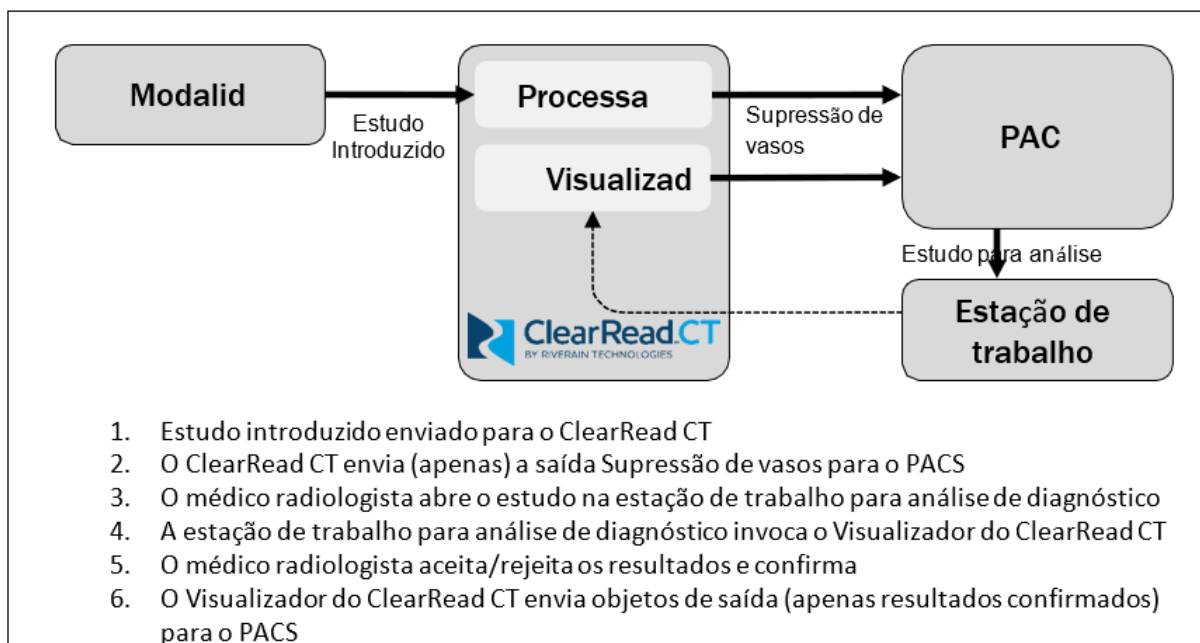 Modalid
Estudo
Introduzido
Processa
Visualizad
Supressão de
vasos
PAC
Estudo para análise
Estação de
trabalho
ClearRead CT
BY RIVERAIN TECHNOLOGIES
1. Estudo introduzido enviado para o ClearRead CT
2. O ClearRead CT envia (apenas) a saída Supressão de vasos para o PACS
3. O médico radiologista abre o estudo na estação de trabalho para análise de diagnóstico
4. A estação de trabalho para análise de diagnóstico invoca o Visualizador do ClearRead CT
5. O médico radiologista aceita/rejeita os resultados e confirma
6. O Visualizador do ClearRead CT envia objetos de saída (apenas resultados confirmados)
para o PACS